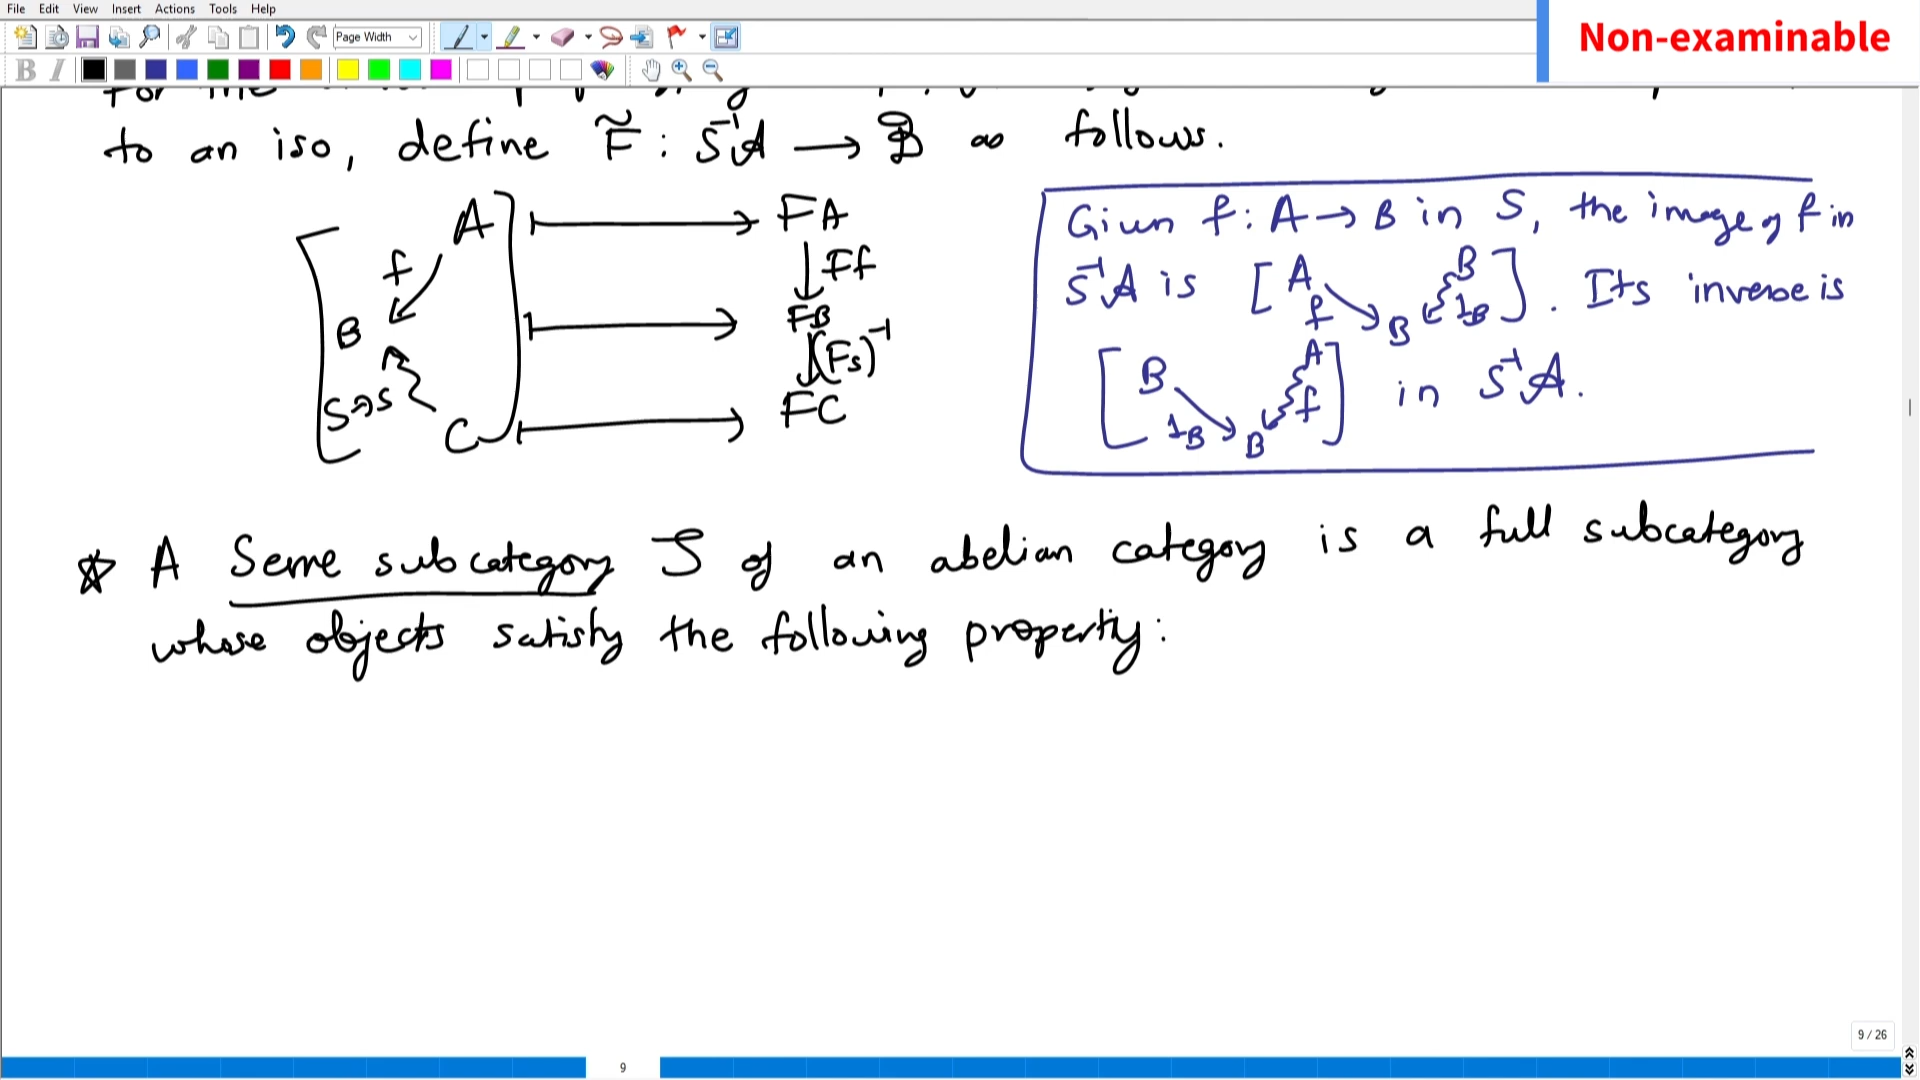 File Edit View Insert Actions Tools Help
Page Width
Non-examinable
to an iso, define F̃ : S⁻¹A → B as follows.
[ A
f
B
S∋s
C ]
FA
↓ Ff
FB
↓ (Fs)⁻¹
FC
Given f: A → B in S, the image of f in
S⁻¹A is [ A f B 1_B B ]. Its inverse is
[ B 1_B B f A ] in S⁻¹A.
☆ A Serre subcategory S of an abelian category is a full subcategory
whose objects satisfy the following property:
9 / 26
9